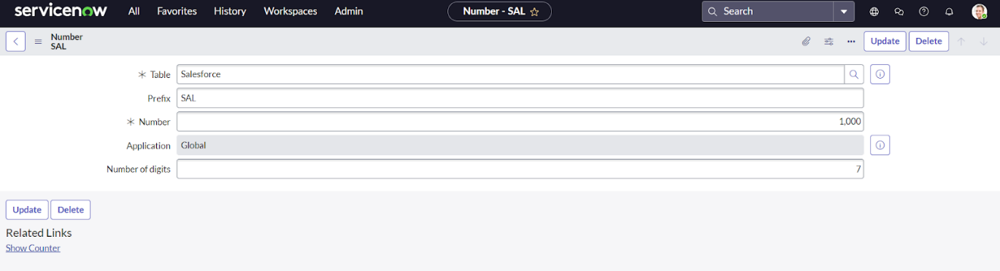 servicenow All Favorites History Workspaces Admin Number - SAL Search
Number
SAL
Update Delete
Table Salesforce
Prefix SAL
Number 1,000
Application Global
Number of digits 7
Update Delete
Related Links
Show Counter